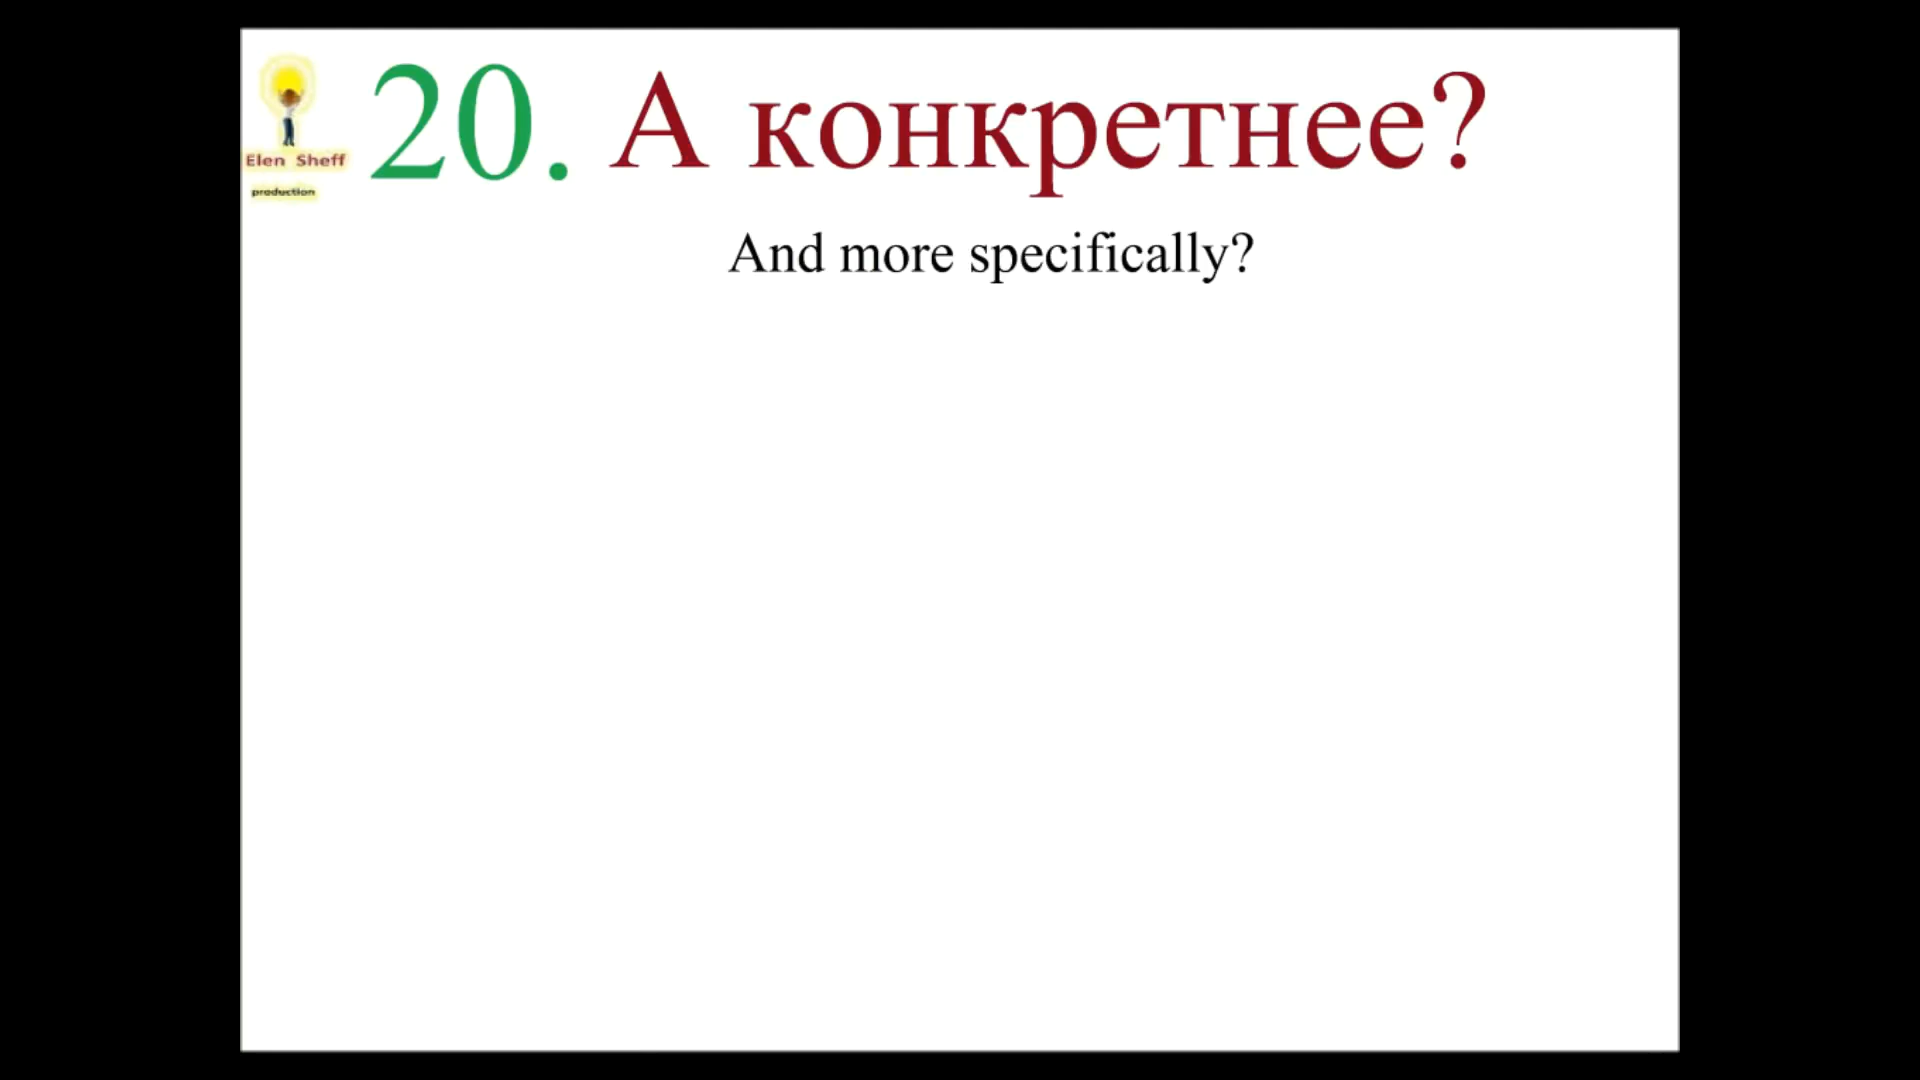 Elen Sheff
production
20. А конкретнее?
And more specifically?